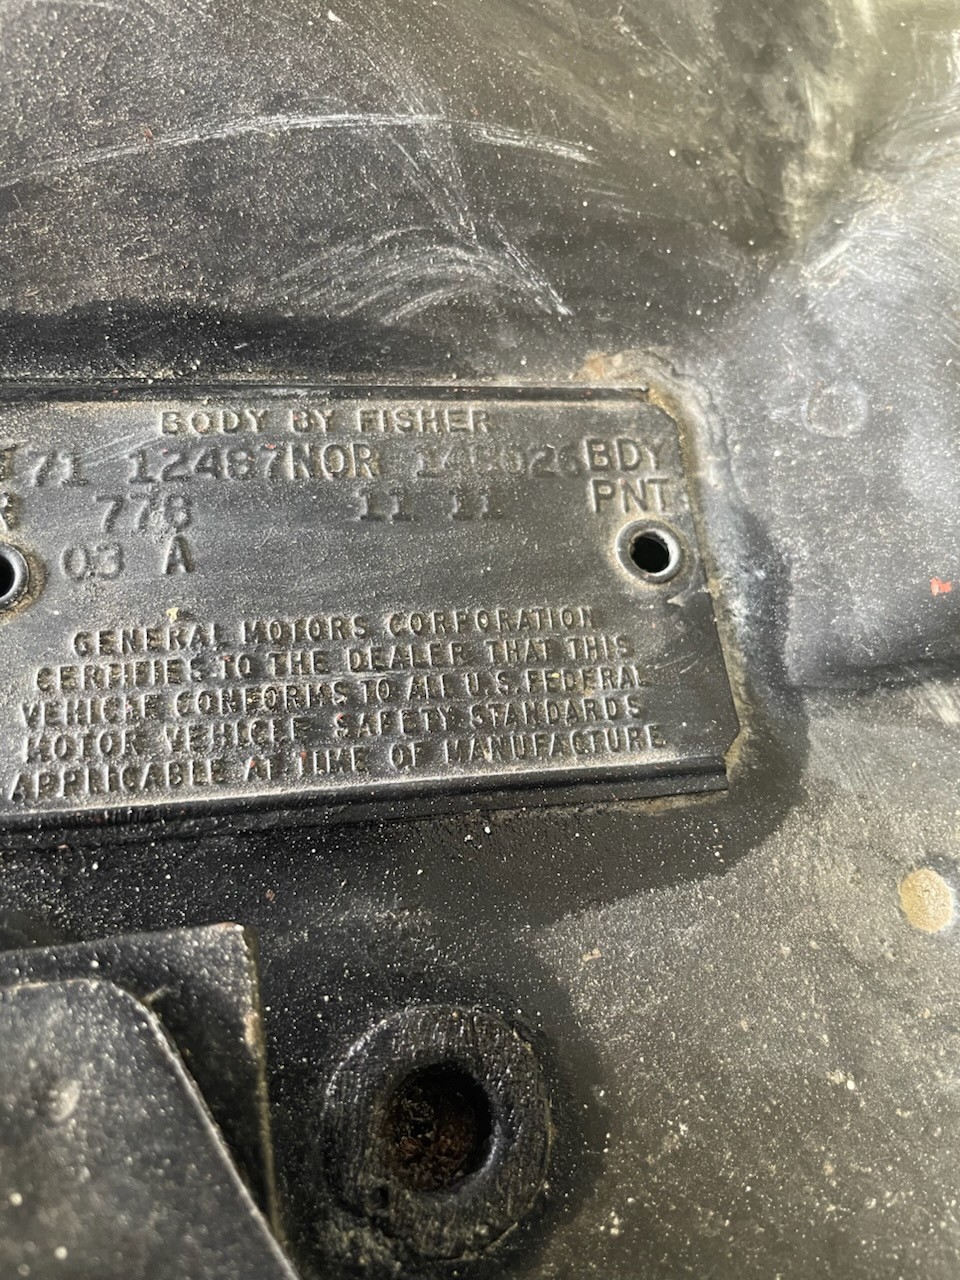 BODY BY FISHER
71 12487NOR 148026BDY
778 11 11 PNT
03 A
GENERAL MOTORS CORPORATION
CERTIFIES TO THE DEALER THAT THIS
VEHICLE CONFORMS TO ALL U.S. FEDERAL
MOTOR VEHICLE SAFETY STANDARDS
APPLICABLE AT TIME OF MANUFACTURE